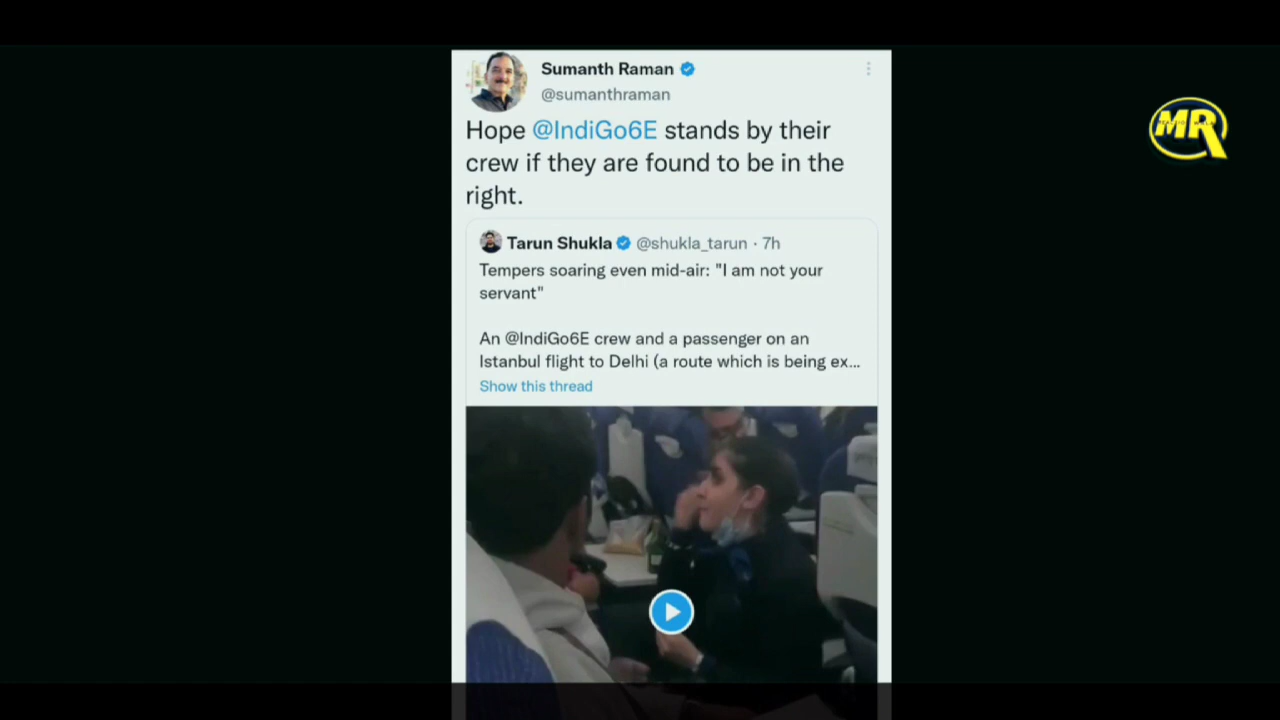 Sumanth Raman
@sumanthraman
Hope @IndiGo6E stands by their
crew if they are found to be in the
right.
Tarun Shukla @shukla_tarun · 7h
Tempers soaring even mid-air: "I am not your
servant"
An @IndiGo6E crew and a passenger on an
Istanbul flight to Delhi (a route which is being ex...
Show this thread
MR